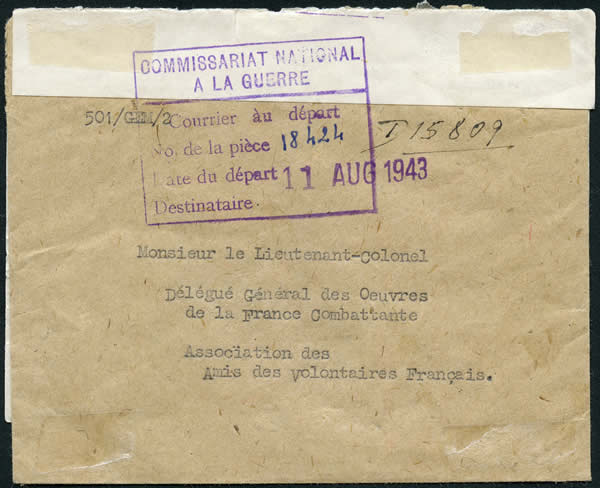 COMMISSARIAT NATIONAL
A LA GUERRE
501/GEM/2
Courrier au départ
No. de la pièce 18424
I 15809
Date du départ 11 AUG 1943
Destinataire
Monsieur le Lieutenant-Colonel
Délégué Général des Oeuvres
de la France Combattante
Association des
Amis des Volontaires Français.